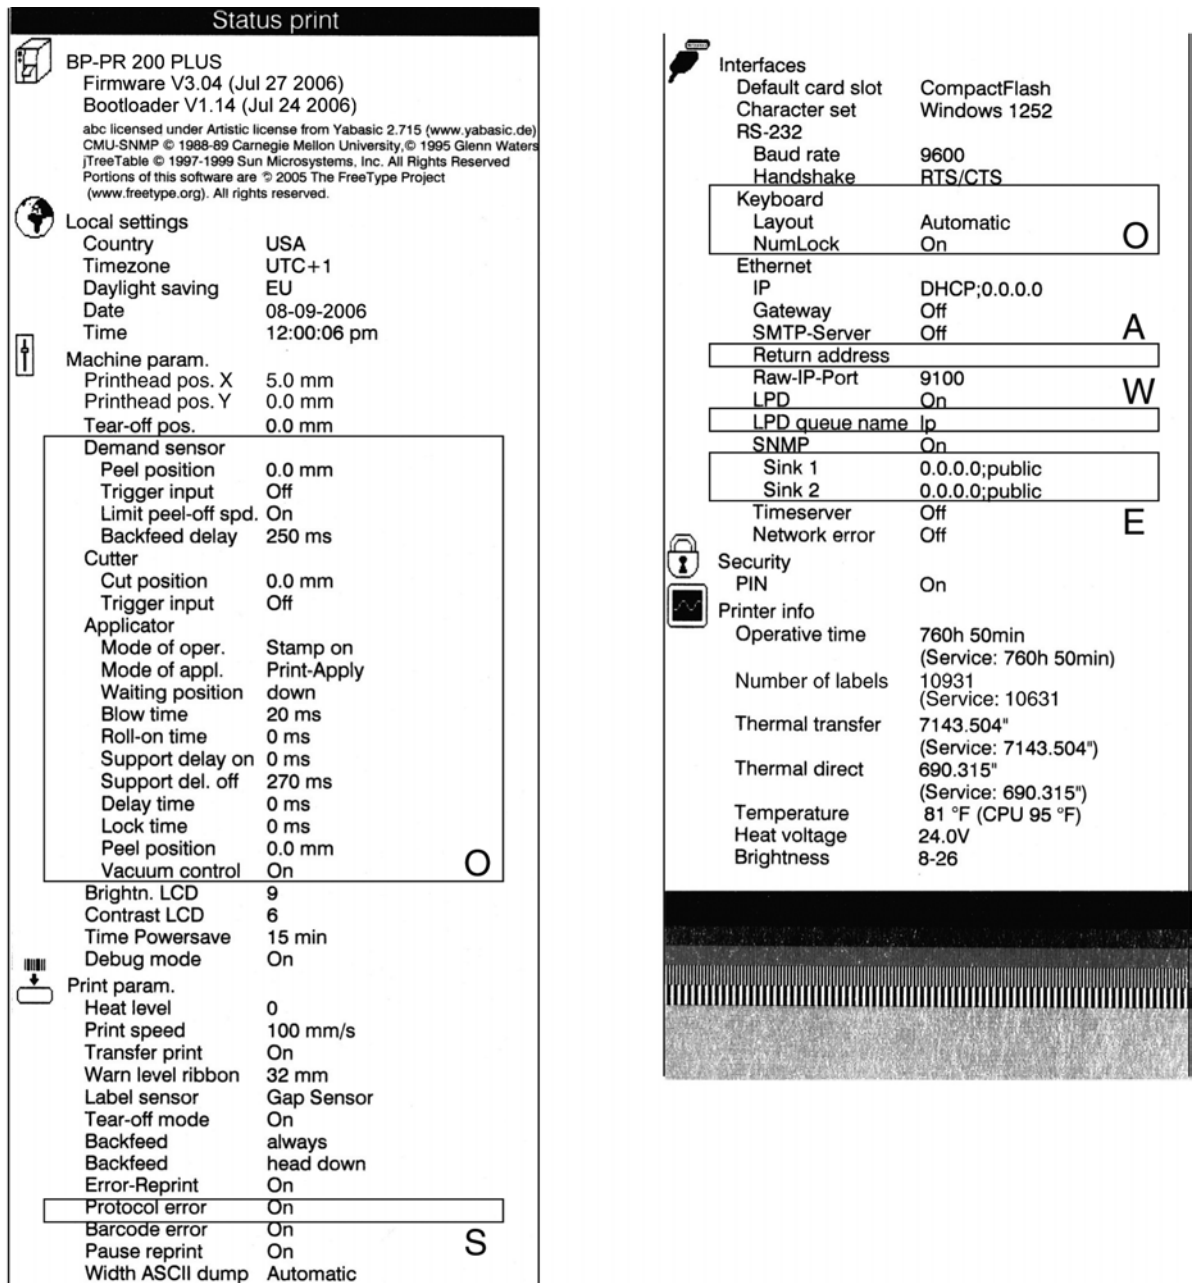 Status print
BP-PR 200 PLUS
Firmware V3.04 (Jul 27 2006)
Bootloader V1.14 (Jul 24 2006)
abc licensed under Artistic license from Yabasic 2.715 (www.yabasic.de)
CMU-SNMP © 1988-89 Carnegie Mellon University,© 1995 Glenn Waters
jTreeTable © 1997-1999 Sun Microsystems, Inc. All Rights Reserved
Portions of this software are © 2005 The FreeType Project
(www.freetype.org). All rights reserved.
Local settings
Country USA
Timezone UTC+1
Daylight saving EU
Date 08-09-2006
Time 12:00:06 pm
Machine param.
Printhead pos. X 5.0 mm
Printhead pos. Y 0.0 mm
Tear-off pos. 0.0 mm
Demand sensor
Peel position 0.0 mm
Trigger input Off
Limit peel-off spd. On
Backfeed delay 250 ms
Cutter
Cut position 0.0 mm
Trigger input Off
Applicator
Mode of oper. Stamp on
Mode of appl. Print-Apply
Waiting position down
Blow time 20 ms
Roll-on time 0 ms
Support delay on 0 ms
Support del. off 270 ms
Delay time 0 ms
Lock time 0 ms
Peel position 0.0 mm
Vacuum control On O
Brightn. LCD 9
Contrast LCD 6
Time Powersave 15 min
Debug mode On
Print param.
Heat level 0
Print speed 100 mm/s
Transfer print On
Warn level ribbon 32 mm
Label sensor Gap Sensor
Tear-off mode On
Backfeed always
Backfeed head down
Error-Reprint On
Protocol error On
Barcode error On S
Pause reprint On
Width ASCII dump Automatic
Interfaces
Default card slot CompactFlash
Character set Windows 1252
RS-232
Baud rate 9600
Handshake RTS/CTS
Keyboard
Layout Automatic O
NumLock On
Ethernet
IP DHCP;0.0.0.0
Gateway Off
SMTP-Server Off A
Return address
Raw-IP-Port 9100 W
LPD On
LPD queue name lp
SNMP On
Sink 1 0.0.0.0;public
Sink 2 0.0.0.0;public
Timeserver Off E
Network error Off
Security
PIN On
Printer info
Operative time 760h 50min
(Service: 760h 50min)
Number of labels 10931
(Service: 10631
Thermal transfer 7143.504"
(Service: 7143.504")
Thermal direct 690.315"
(Service: 690.315")
Temperature 81 °F (CPU 95 °F)
Heat voltage 24.0V
Brightness 8-26